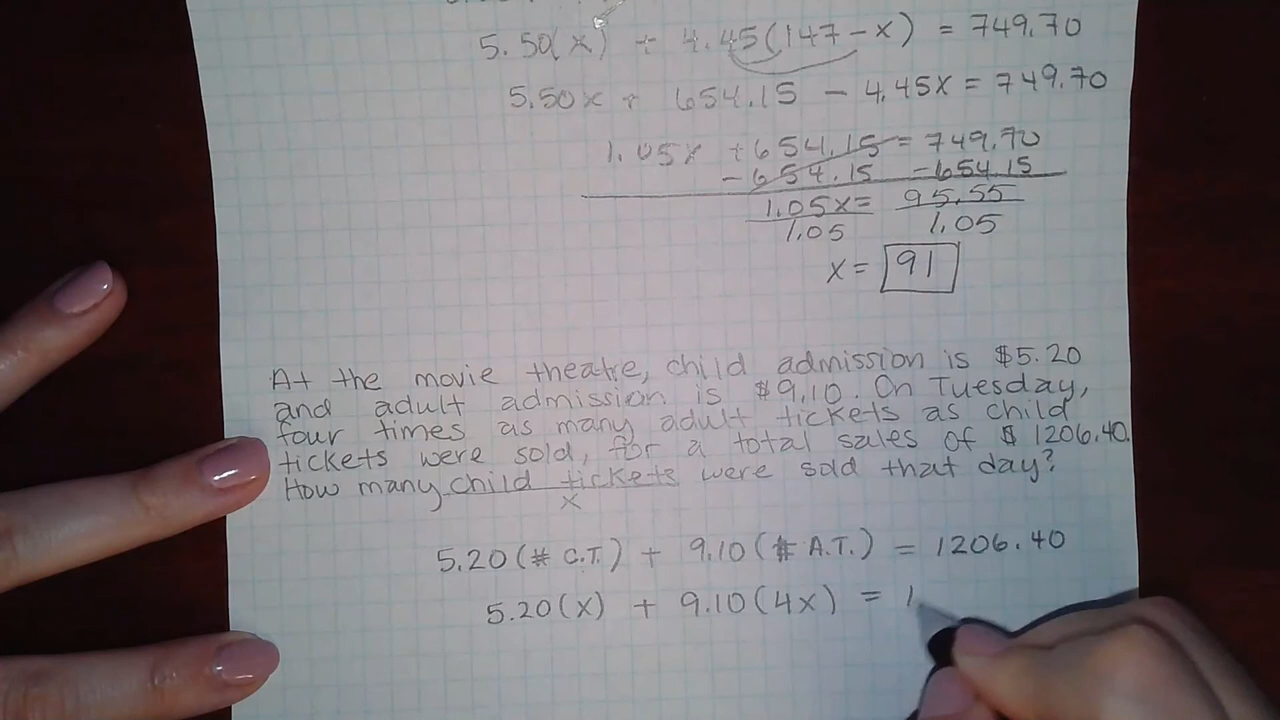 5.50(x) + 4.45(147-x) = 749.70
5.50x + 654.15 - 4.45x = 749.70
1.05x + 654.15 = 749.70
-654.15 -654.15
1.05x = 95.55
1.05 1.05
x = 91
At the movie theatre, child admission is $5.20
and adult admission is $9.10. On Tuesday,
four times as many adult tickets as child
tickets were sold, for a total sales of $1206.40.
How many child tickets were sold that day?
x
5.20(# C.T.) + 9.10(# A.T.) = 1206.40
5.20(x) + 9.10(4x) = 1